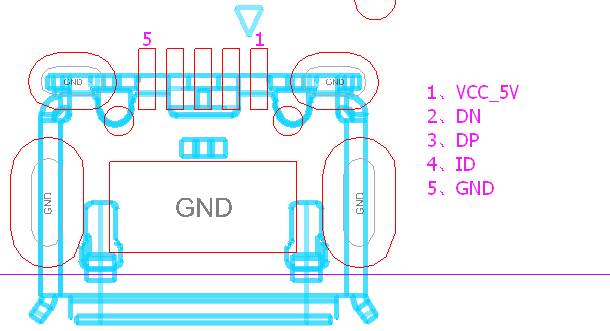 5 1
GND GND
1、VCC_5V
2、DN
3、DP
4、ID
5、GND
GND GND GND